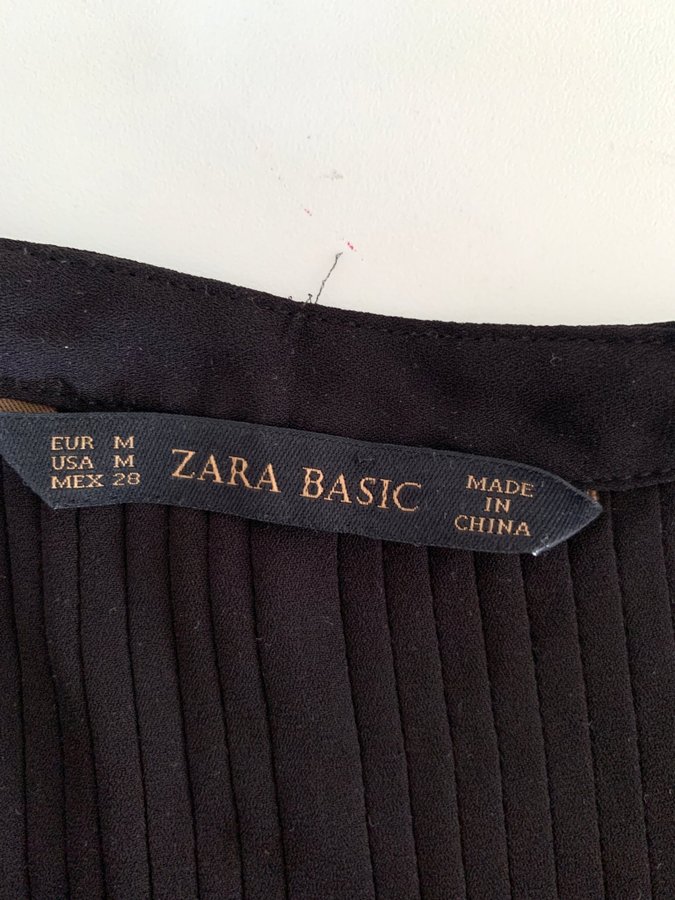 EUR M
USA M
MEX 28
ZARA BASIC
MADE
IN
CHINA